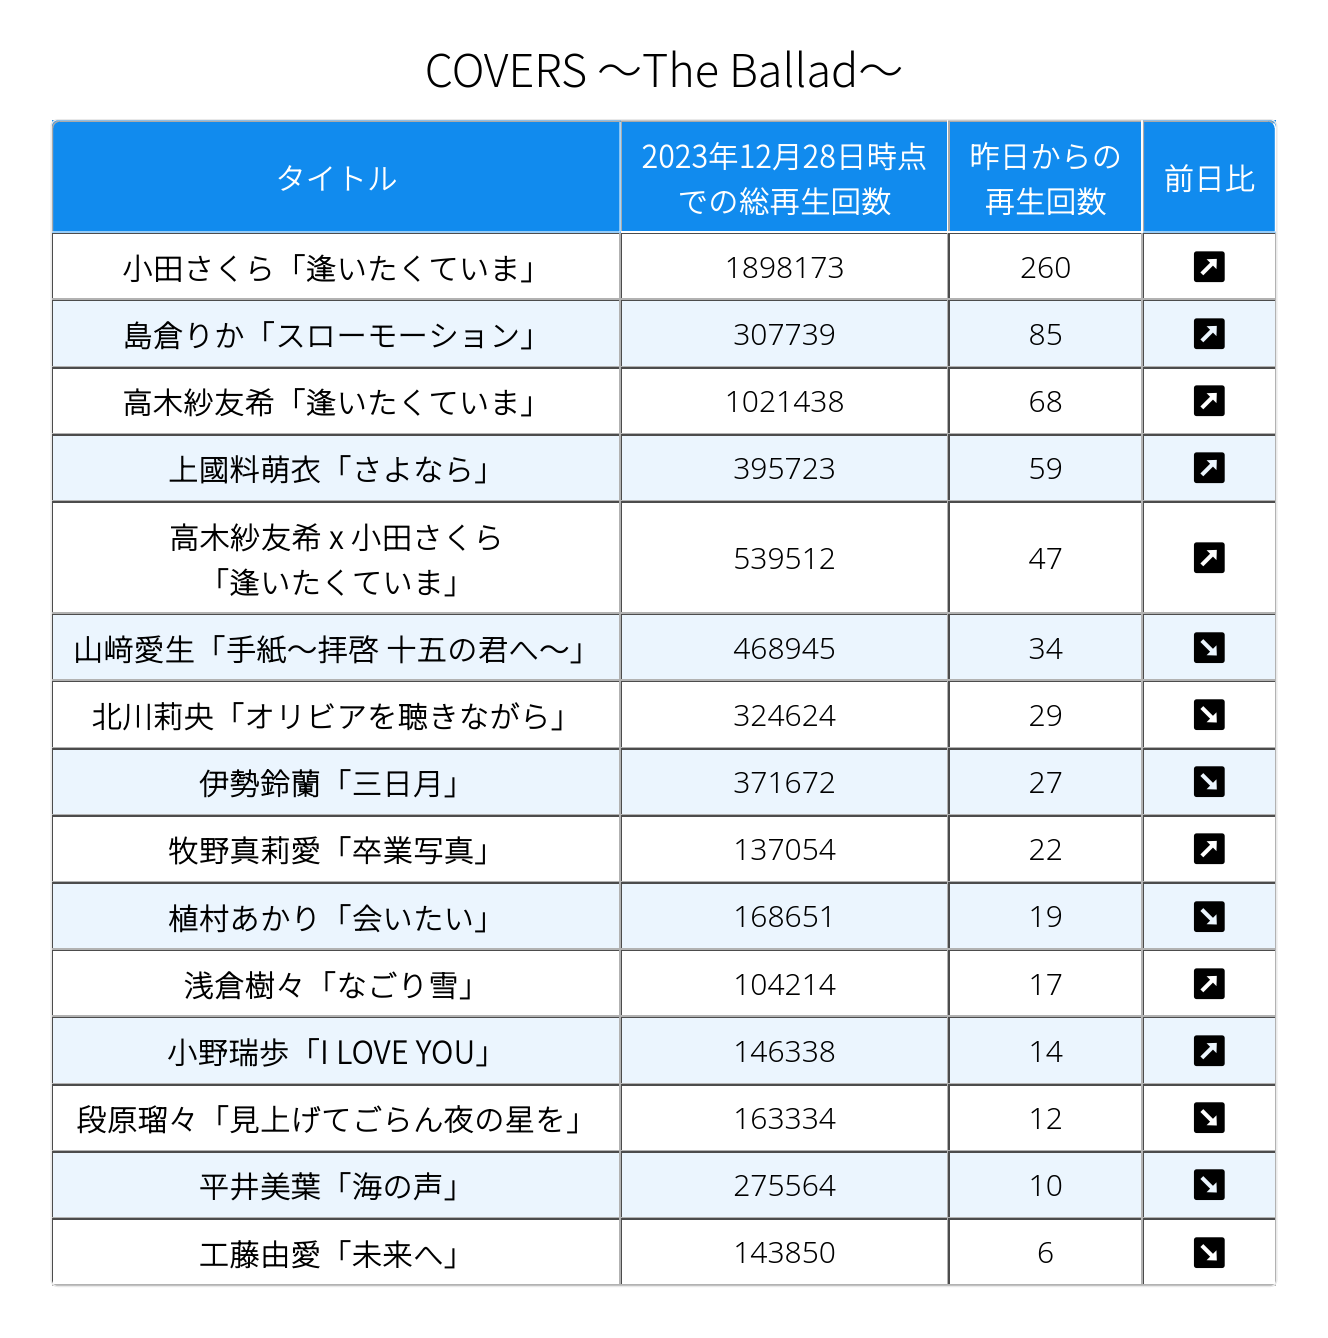 COVERS ～The Ballad～
タイトル
2023年12月28日時点
での総再生回数
昨日からの
再生回数
前日比
小田さくら「逢いたくていま」 1898173 260 ↗
島倉りか「スローモーション」 307739 85 ↗
高木紗友希「逢いたくていま」 1021438 68 ↗
上國料萌衣「さよなら」 395723 59 ↗
高木紗友希 x 小田さくら
「逢いたくていま」 539512 47 ↗
山﨑愛生「手紙～拝啓 十五の君へ～」 468945 34 ↘
北川莉央「オリビアを聴きながら」 324624 29 ↘
伊勢鈴蘭「三日月」 371672 27 ↘
牧野真莉愛「卒業写真」 137054 22 ↗
植村あかり「会いたい」 168651 19 ↘
浅倉樹々「なごり雪」 104214 17 ↗
小野瑞歩「I LOVE YOU」 146338 14 ↗
段原瑠々「見上げてごらん夜の星を」 163334 12 ↘
平井美葉「海の声」 275564 10 ↘
工藤由愛「未来へ」 143850 6 ↘